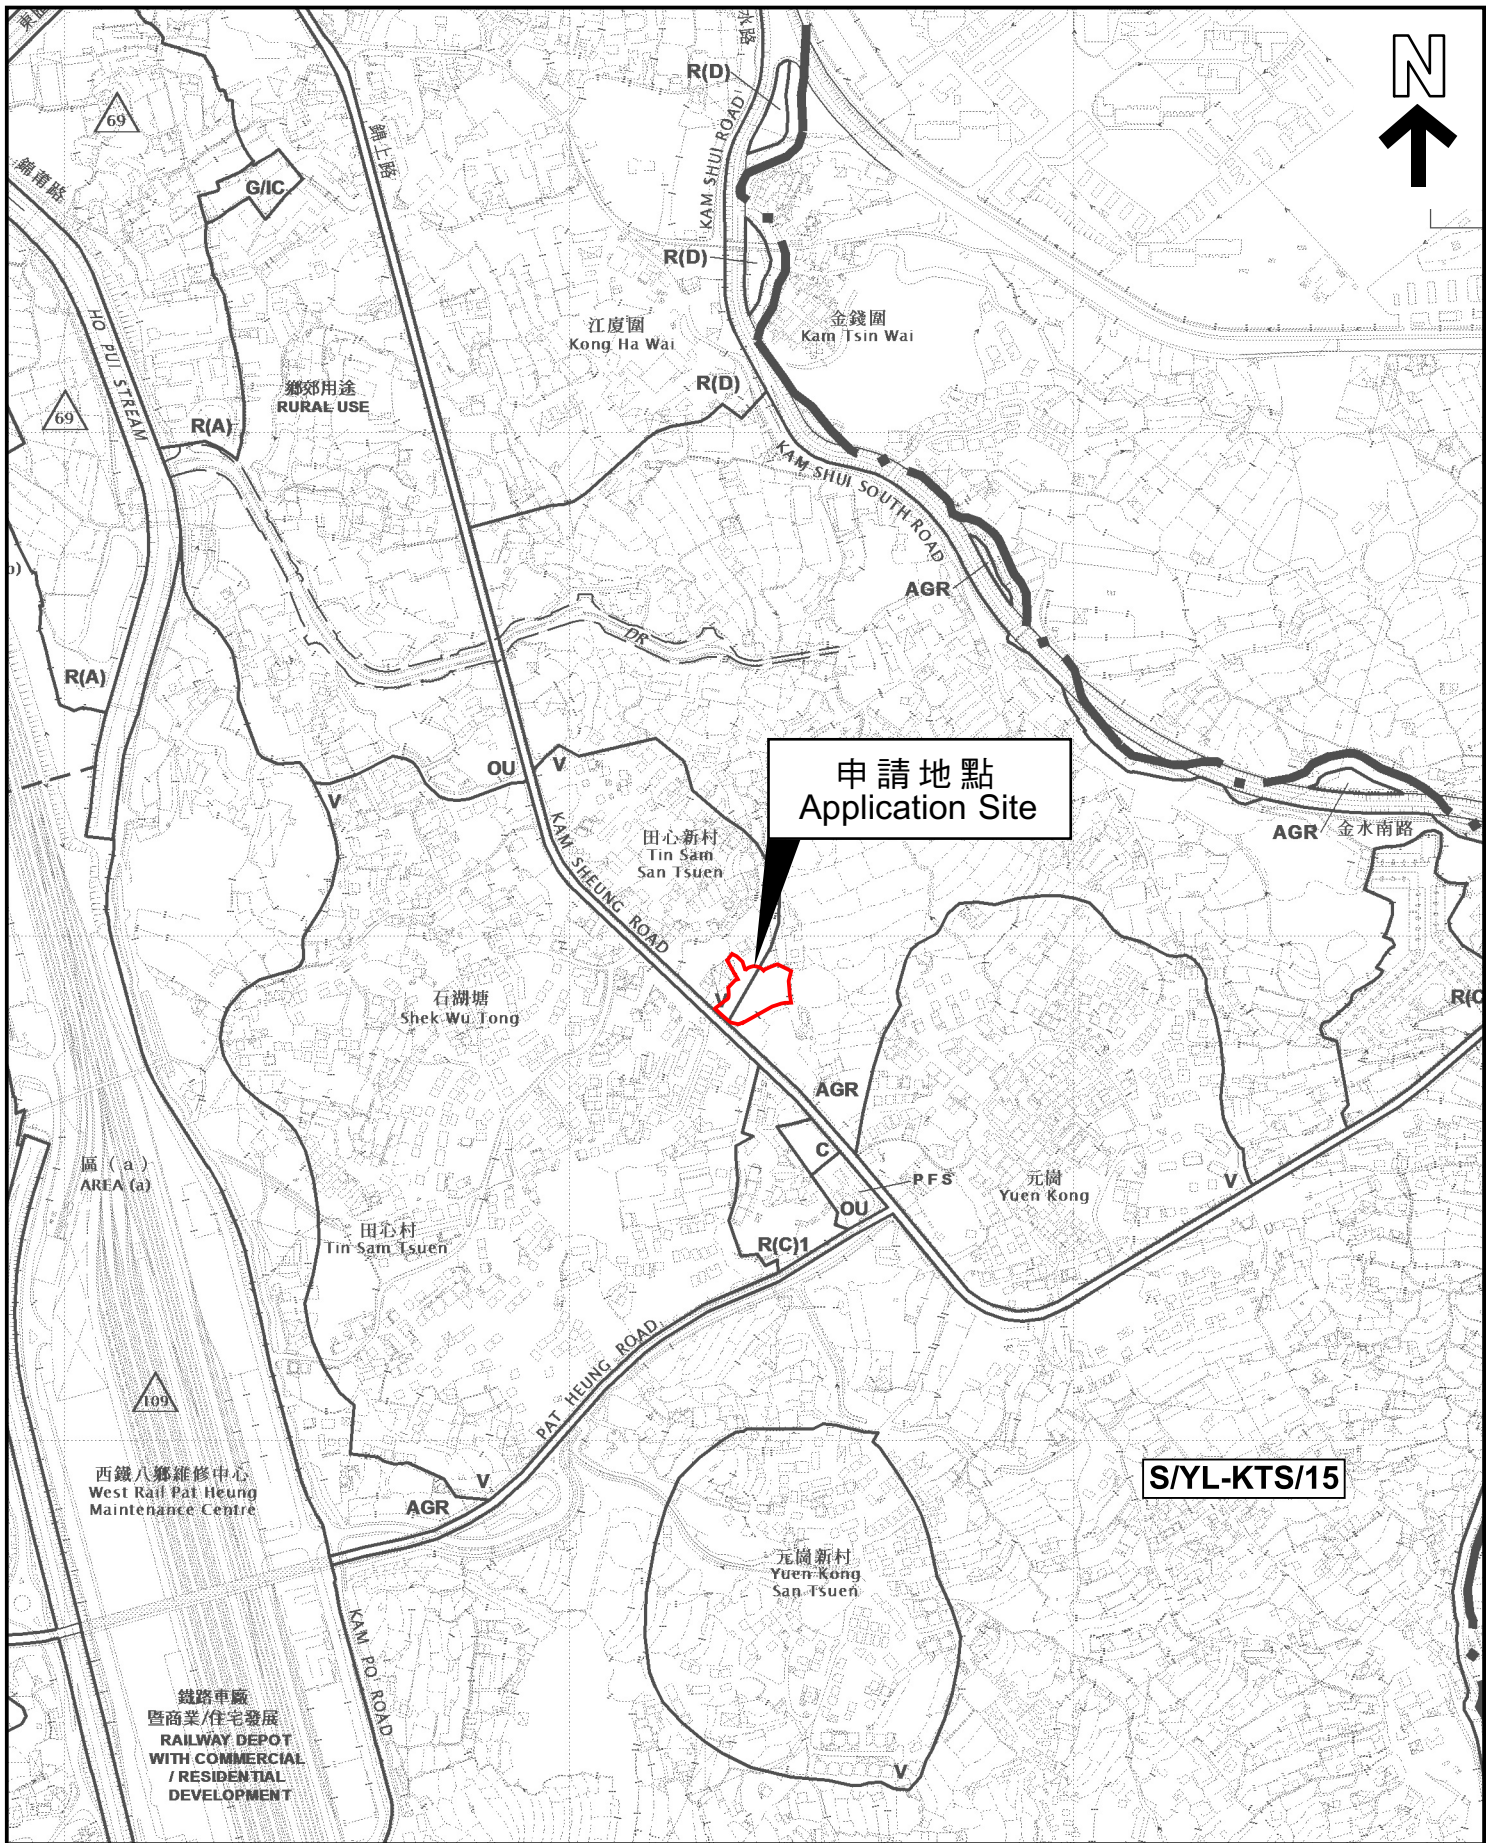 水路
N
R(D)
69
錦上路
KAM SHUI ROAD
錦甫路
G/IC
R(D)
HO PUI STREAM
江廈圍
Kong Ha Wai
金錢圍
Kam Tsin Wai
69
鄉郊用途
RURAL USE
R(D)
R(A)
KAM SHUI SOUTH ROAD
AGR
DR
R(A)
OU
V
V
申請地點
Application Site
KAM SHEUNG ROAD
田心新村
Tin Sam
San Tsuen
AGR
金水南路
石湖塘
Shek Wu Tong
V
R(C
AGR
區 ( a )
AREA (a)
C
PFS
元崗
Yuen Kong
V
OU
田心村
Tin Sam Tsuen
R(C)1
PAT HEUNG ROAD
109
西鐵八鄉維修中心
West Rail Pat Heung
Maintenance Centre
V
AGR
S/YL-KTS/15
元崗新村
Yuen Kong
San Tsuen
KAM PO ROAD
鐵路車廠
暨商業/住宅發展
RAILWAY DEPOT
WITH COMMERCIAL
/ RESIDENTIAL
DEVELOPMENT
V